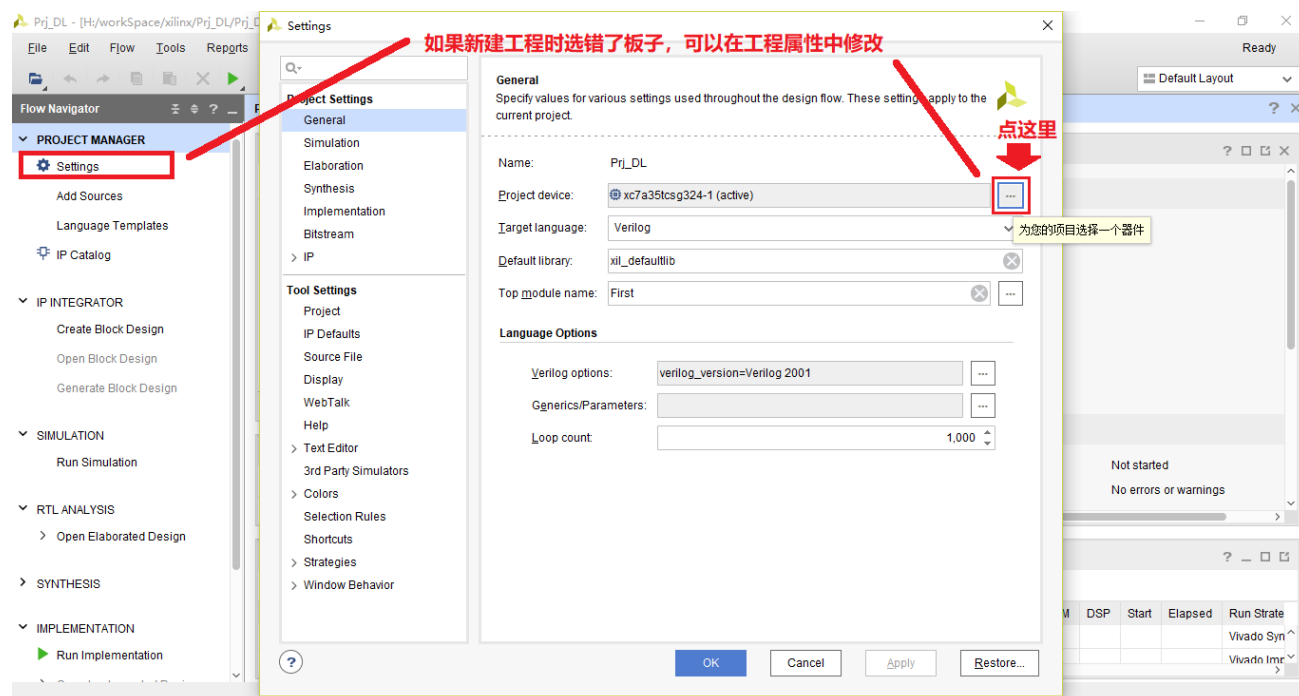 Prj_DL - [H:/workSpace/xilinx/Prj_DL/Prj_
Settings
如果新建工程时选错了板子，可以在工程属性中修改
File Edit Flow Tools Reports
Ready
Default Layout
Flow Navigator
PROJECT MANAGER
Settings
Add Sources
Language Templates
IP Catalog
IP INTEGRATOR
Create Block Design
Open Block Design
Generate Block Design
SIMULATION
Run Simulation
RTL ANALYSIS
Open Elaborated Design
SYNTHESIS
IMPLEMENTATION
Run Implementation
Project Settings
General
Simulation
Elaboration
Synthesis
Implementation
Bitstream
IP
Tool Settings
Project
IP Defaults
Source File
Display
WebTalk
Help
Text Editor
3rd Party Simulators
Colors
Selection Rules
Shortcuts
Strategies
Window Behavior
General
Specify values for various settings used throughout the design flow. These settings apply to the
current project.
点这里
Name: Prj_DL
Project device: xc7a35tcsg324-1 (active)
为您的项目选择一个器件
Target language: Verilog
Default library: xil_defaultlib
Top module name: First
Language Options
Verilog options: verilog_version=Verilog 2001
Generics/Parameters:
Loop count: 1,000
OK Cancel Apply Restore...
Not started
No errors or warnings
DSP Start Elapsed Run Strate
Vivado Syn
Vivado Imp